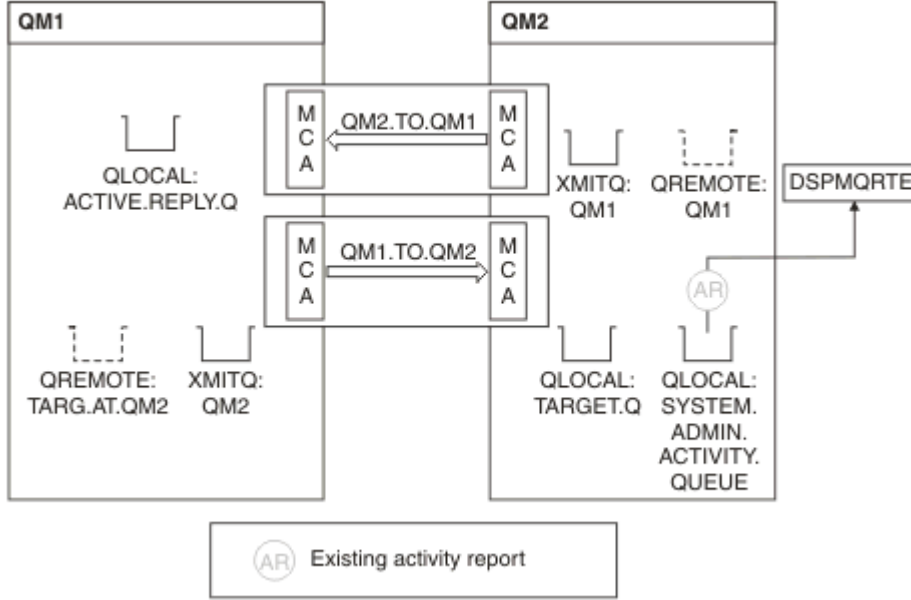 QM1
QM2
M
C
A
QM2.TO.QM1
M
C
A
QLOCAL:
ACTIVE.REPLY.Q
XMITQ:
QM1
QREMOTE:
QM1
DSPMQRTE
M
C
A
QM1.TO.QM2
M
C
A
AR
QREMOTE:
TARG.AT.QM2
XMITQ:
QM2
QLOCAL:
TARGET.Q
QLOCAL:
SYSTEM.
ADMIN.
ACTIVITY.
QUEUE
AR Existing activity report